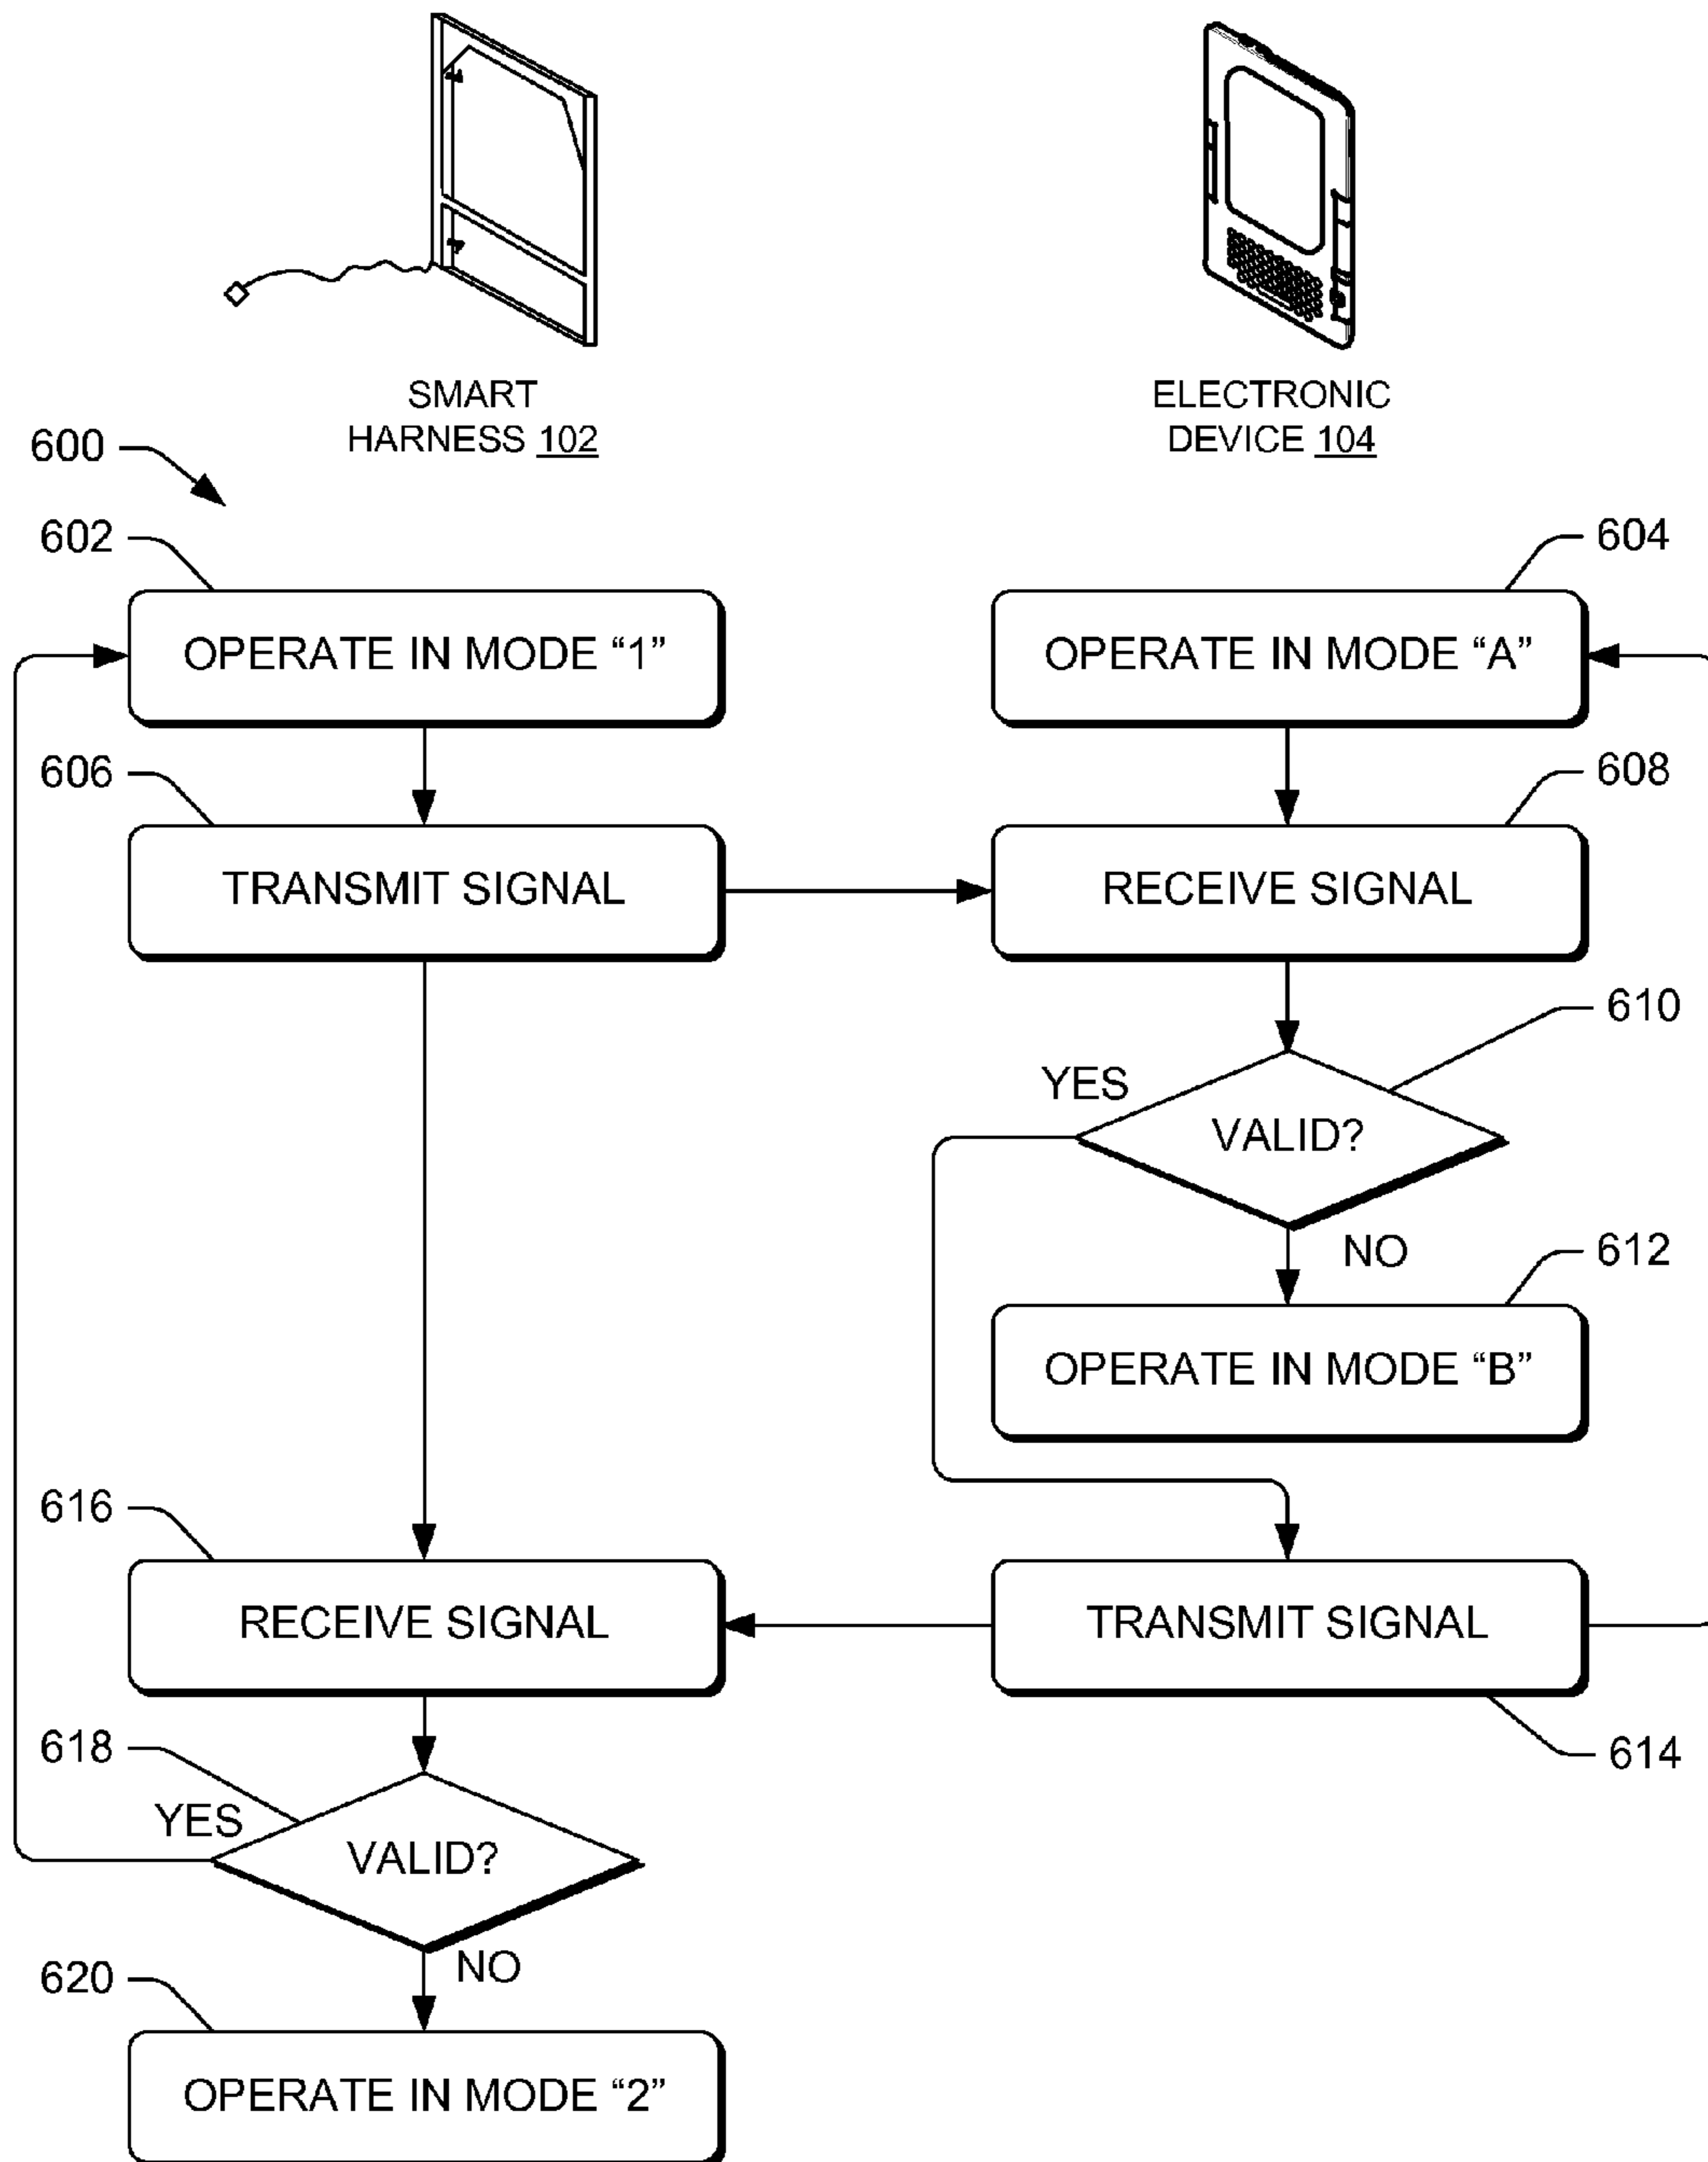 SMART
HARNESS 102
ELECTRONIC
DEVICE 104
600
602
604
OPERATE IN MODE “1”
OPERATE IN MODE “A”
606
608
TRANSMIT SIGNAL
RECEIVE SIGNAL
610
YES
VALID?
NO
612
OPERATE IN MODE “B”
616
RECEIVE SIGNAL
TRANSMIT SIGNAL
614
618
YES
VALID?
NO
620
OPERATE IN MODE “2”